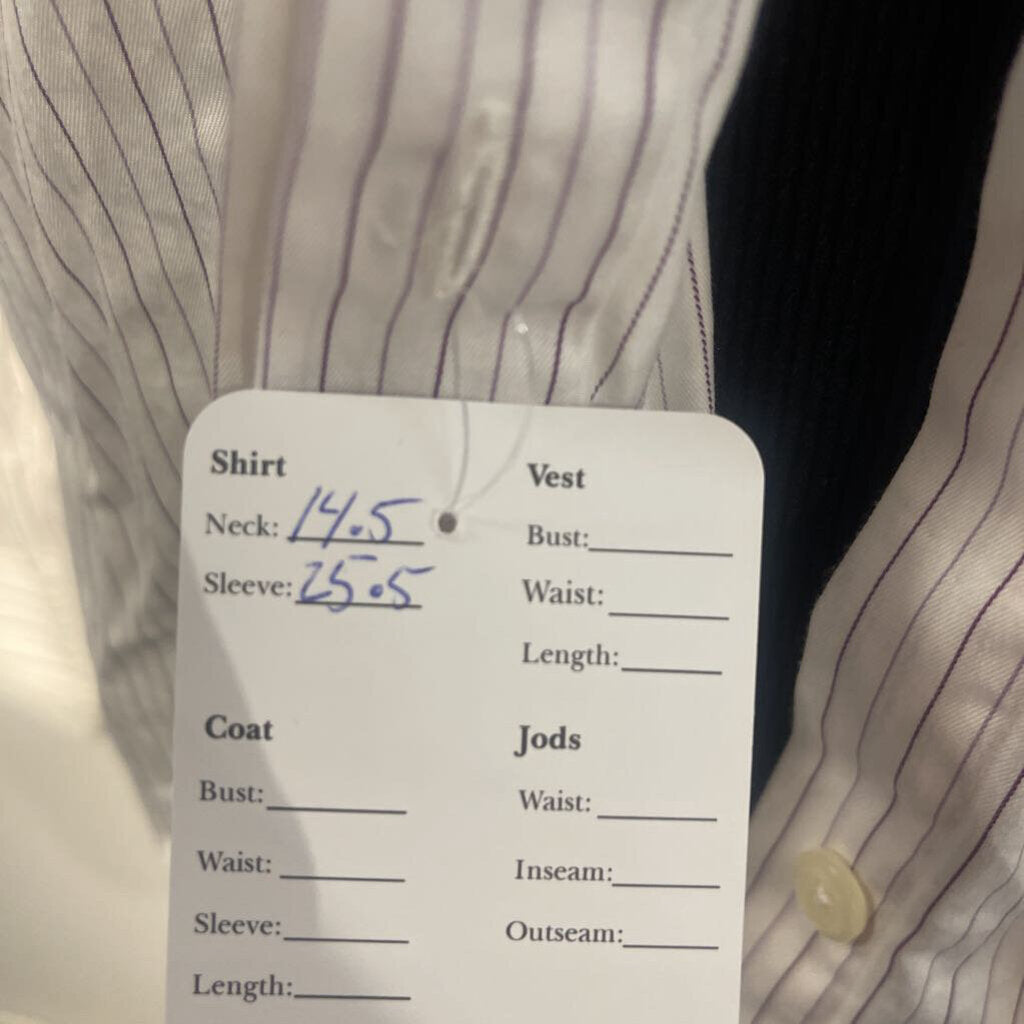 Shirt
Neck: 14.5
Sleeve: 25.5
Vest
Bust:
Waist:
Length:
Coat
Bust:
Waist:
Sleeve:
Length:
Jods
Waist:
Inseam:
Outseam: